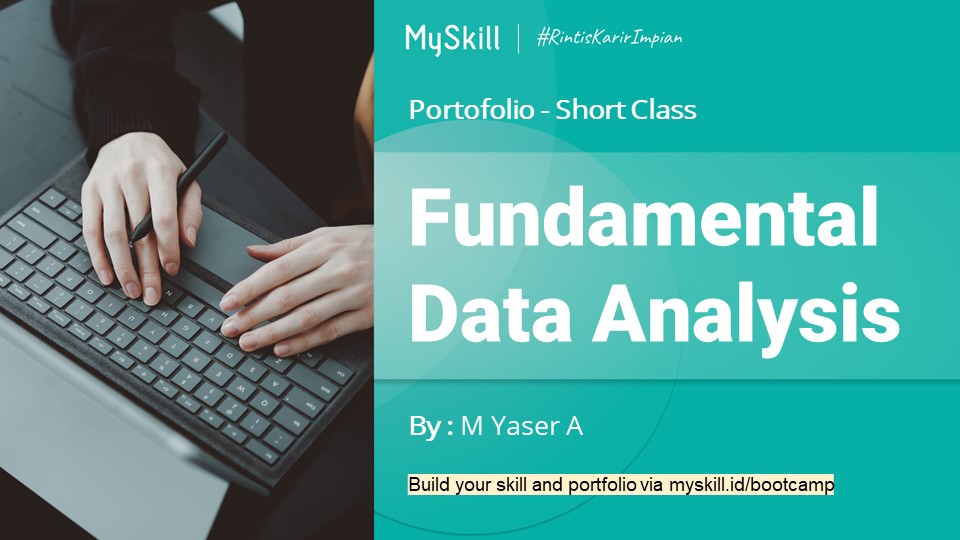 MySkill | #RintisKarirImpian
Portofolio - Short Class
Fundamental
Data Analysis
By : M Yaser A
Build your skill and portfolio via myskill.id/bootcamp